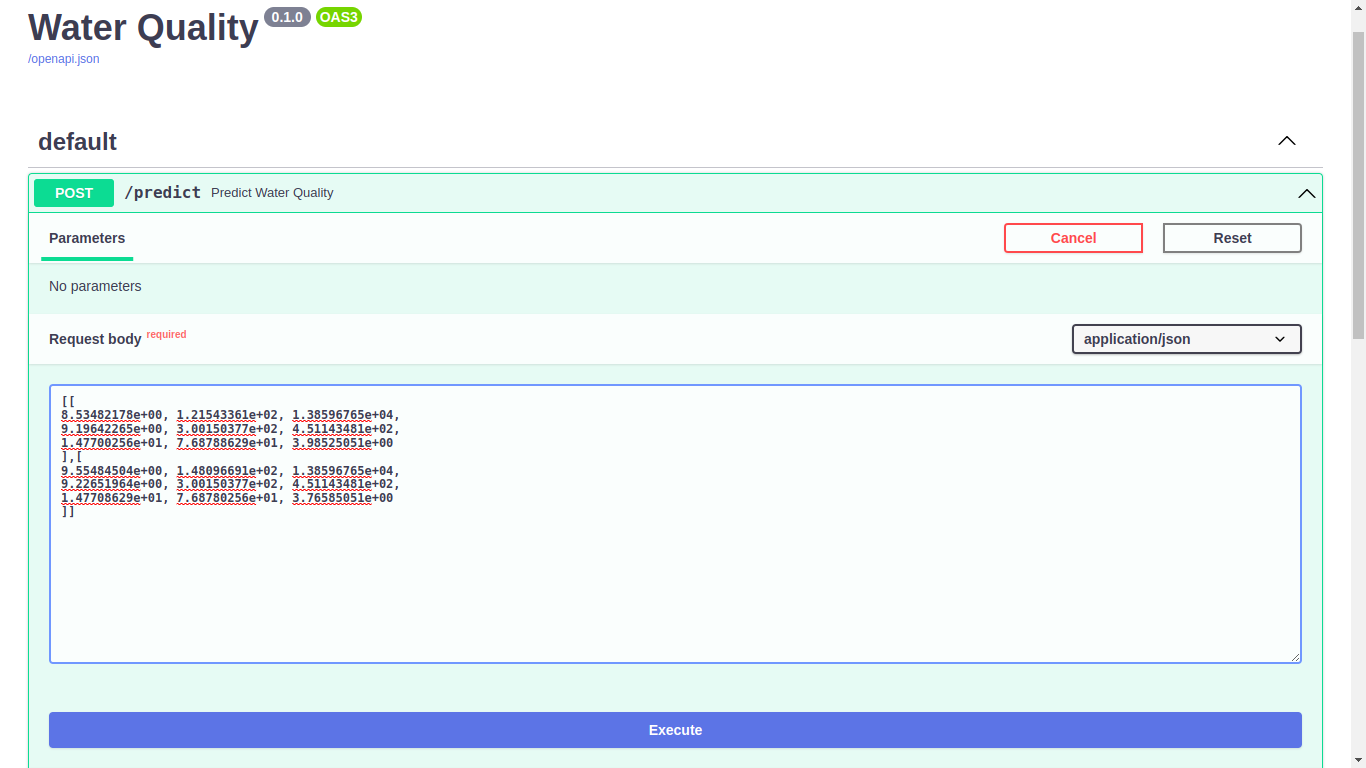 Water Quality 0.1.0 OAS3
/openapi.json
default
POST /predict Predict Water Quality
Parameters Cancel Reset
No parameters
Request body required application/json
[[
8.53482178e+00, 1.21543361e+02, 1.38596765e+04,
9.19642265e+00, 3.00150377e+02, 4.51143481e+02,
1.47700256e+01, 7.68788629e+01, 3.98525051e+00
],[
9.55484504e+00, 1.48096691e+02, 1.38596765e+04,
9.22651964e+00, 3.00150377e+02, 4.51143481e+02,
1.47708629e+01, 7.68780256e+01, 3.76585051e+00
]]
Execute